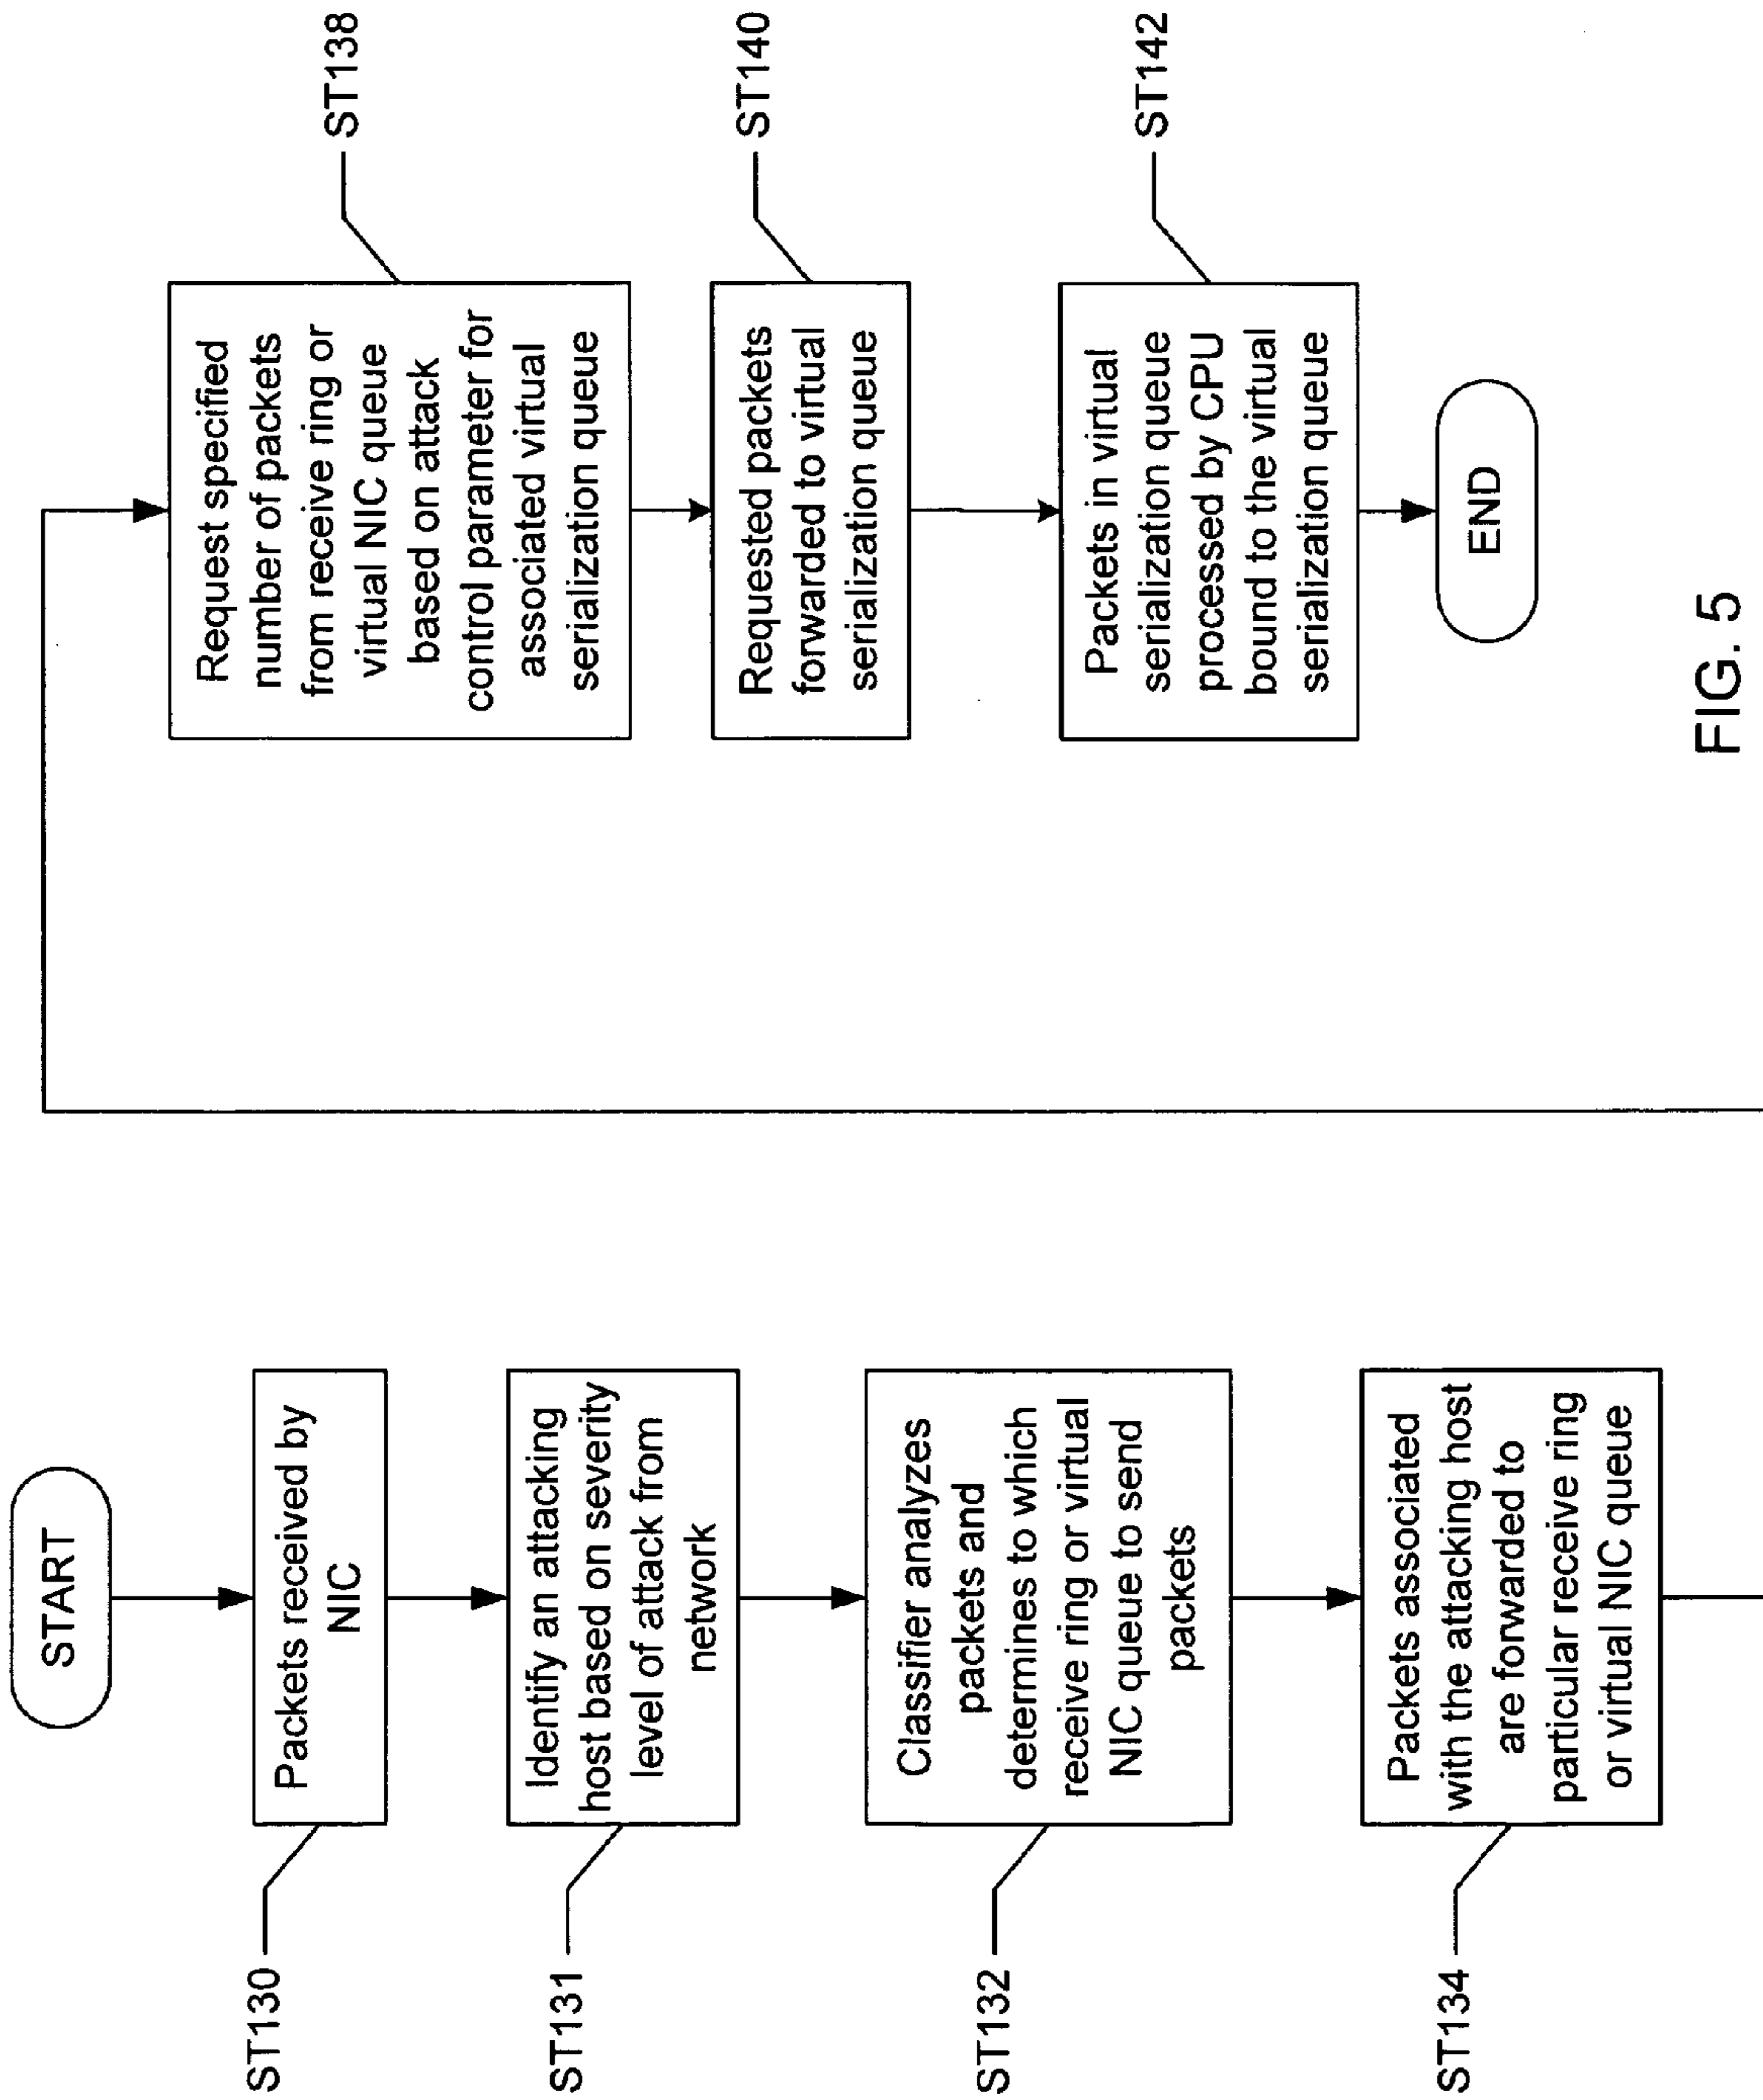 START
ST130
Packets received by
NIC
ST131
Identify an attacking
host based on severity
level of attack from
network
ST132
Classifier analyzes
packets and
determines to which
receive ring or virtual
NIC queue to send
packets
ST134
Packets associated
with the attacking host
are forwarded to
particular receive ring
or virtual NIC queue
ST138
Request specified
number of packets
from receive ring or
virtual NIC queue
based on attack
control parameter for
associated virtual
serialization queue
ST140
Requested packets
forwarded to virtual
serialization queue
ST142
Packets in virtual
serialization queue
processed by CPU
bound to the virtual
serialization queue
END
FIG. 5